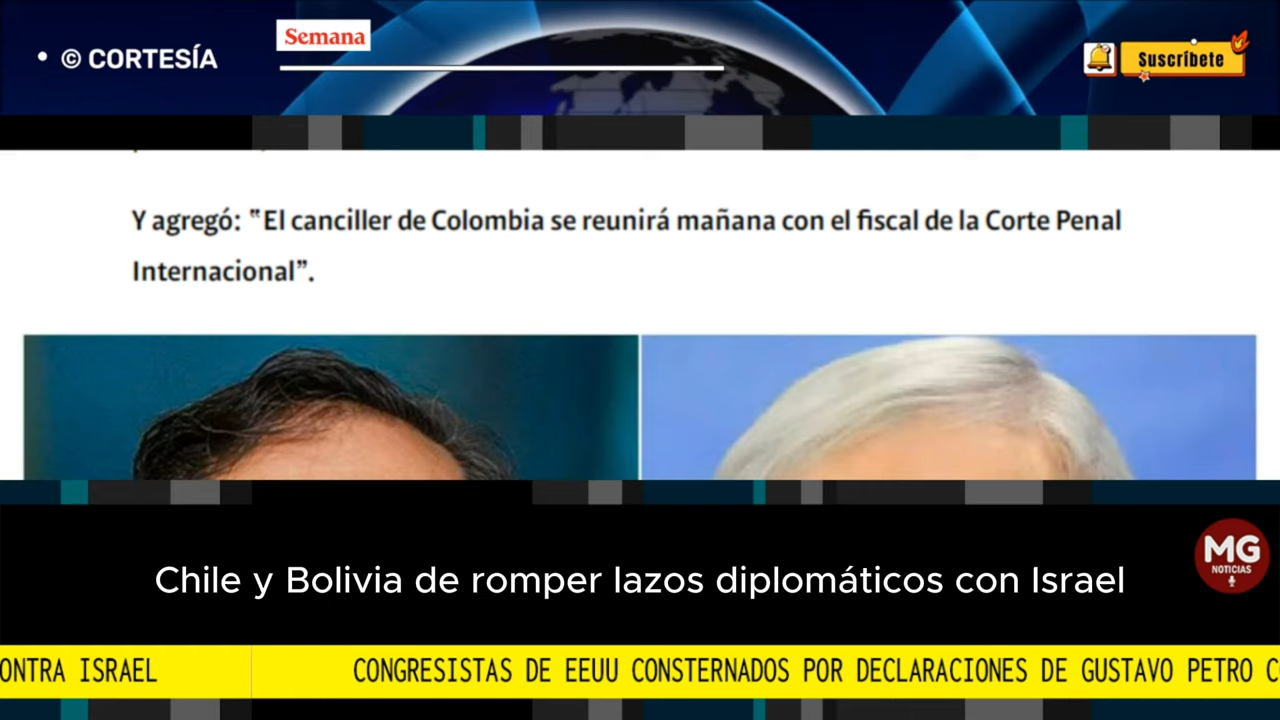 • © CORTESÍA
Semana
Suscríbete
Y agregó: “El canciller de Colombia se reunirá mañana con el fiscal de la Corte Penal
Internacional”.
Chile y Bolivia de romper lazos diplomáticos con Israel
MG
NOTICIAS
ONTRA ISRAEL
CONGRESISTAS DE EEUU CONSTERNADOS POR DECLARACIONES DE GUSTAVO PETRO C